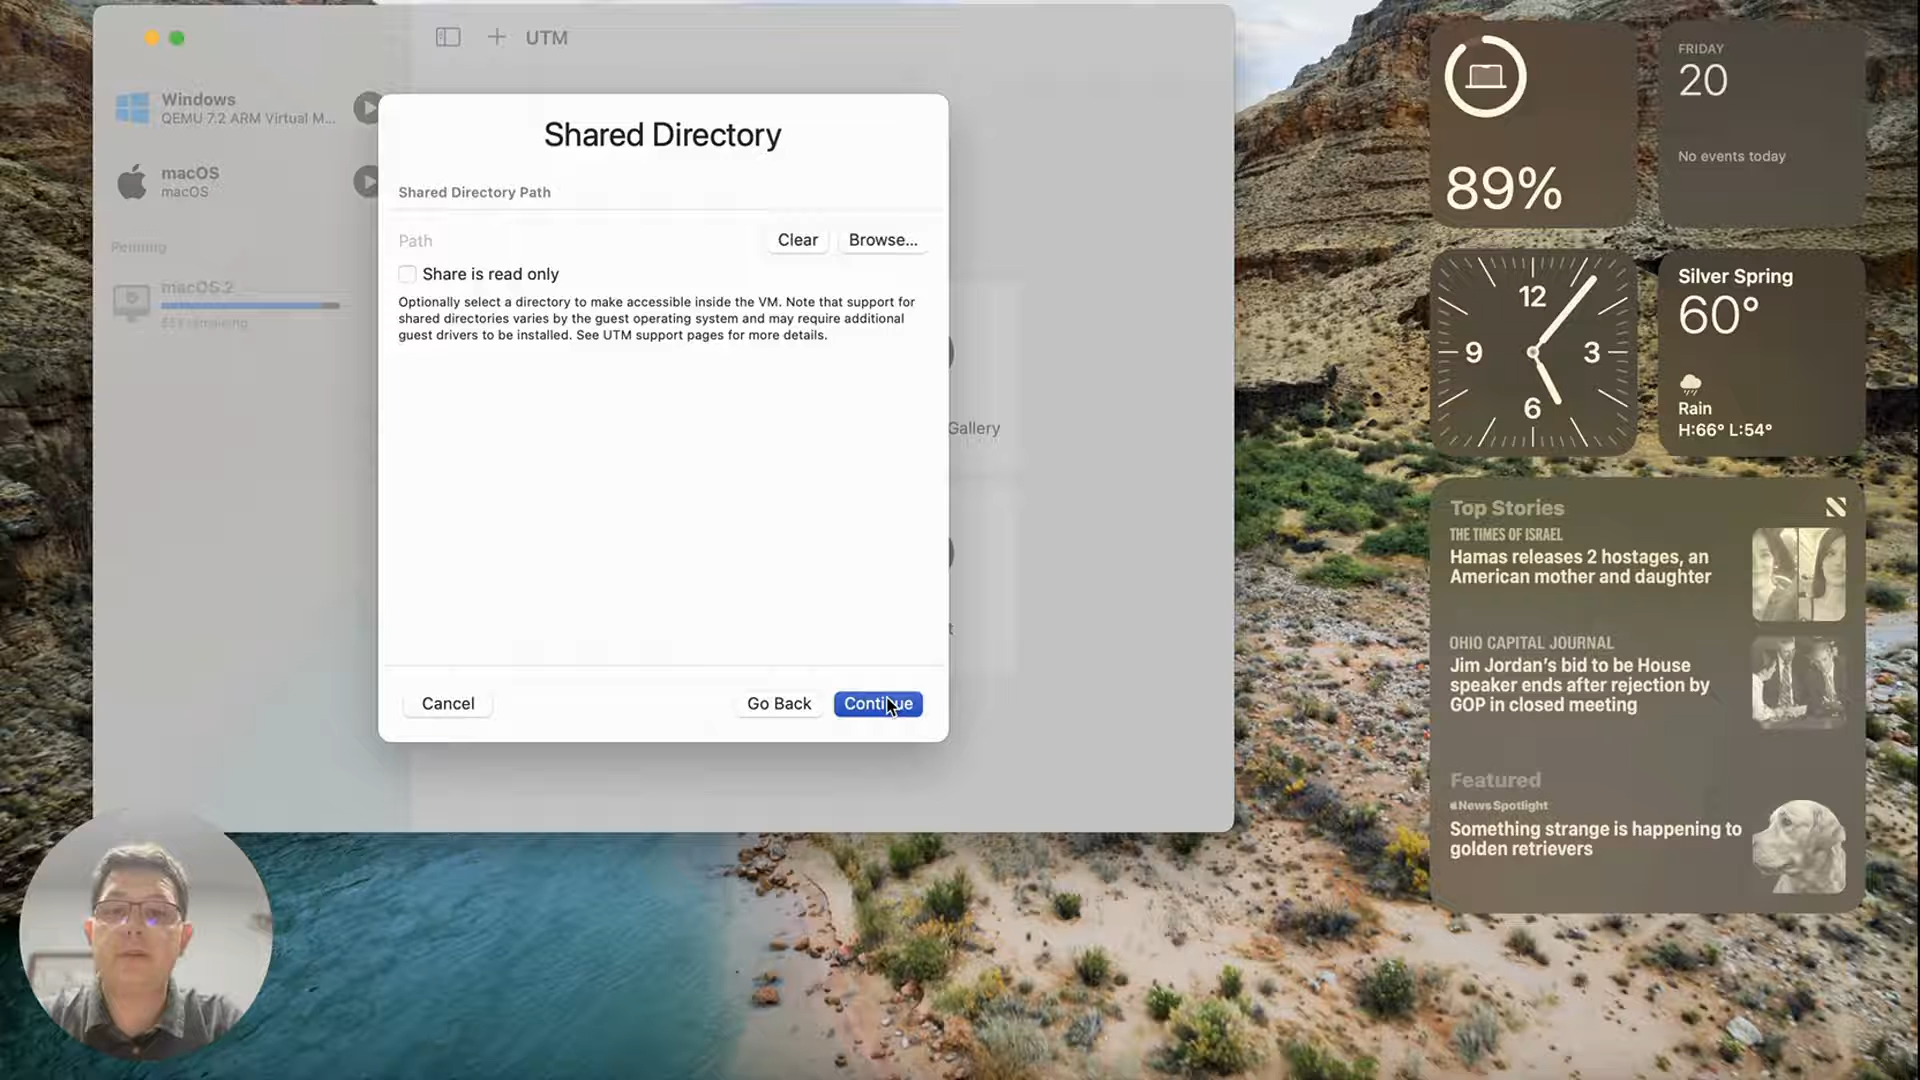 UTM
Windows
QEMU 7.2 ARM Virtual M...
macOS
macOS
Pending
macOS 2
Shared Directory
Shared Directory Path
Path
Clear
Browse...
Share is read only
Optionally select a directory to make accessible inside the VM. Note that support for
shared directories varies by the guest operating system and may require additional
guest drivers to be installed. See UTM support pages for more details.
Gallery
Cancel
Go Back
Continue
89%
FRIDAY
20
No events today
12
9
3
6
Silver Spring
60°
Rain
H:66° L:54°
Top Stories
THE TIMES OF ISRAEL
Hamas releases 2 hostages, an
American mother and daughter
OHIO CAPITAL JOURNAL
Jim Jordan's bid to be House
speaker ends after rejection by
GOP in closed meeting
Featured
News Spotlight
Something strange is happening to
golden retrievers